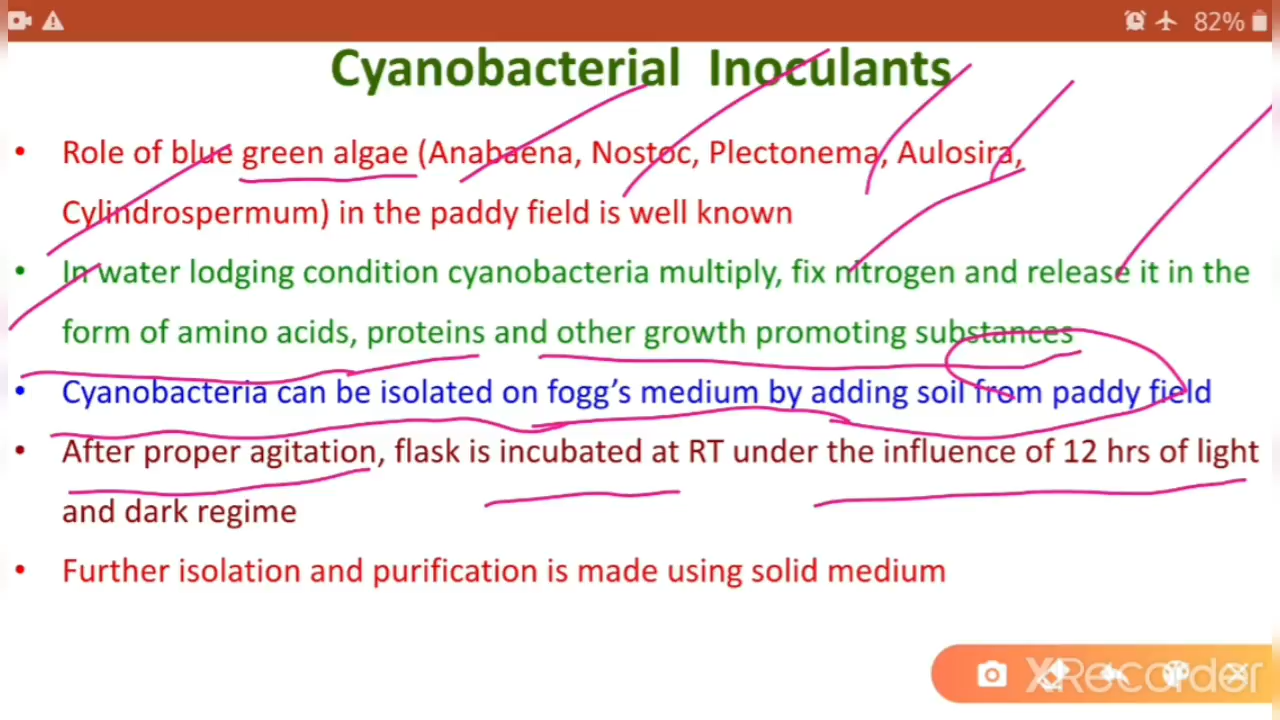 82%
Cyanobacterial Inoculants
• Role of blue green algae (Anabaena, Nostoc, Plectonema, Aulosira,
Cylindrospermum) in the paddy field is well known
• In water lodging condition cyanobacteria multiply, fix nitrogen and release it in the
form of amino acids, proteins and other growth promoting substances
• Cyanobacteria can be isolated on fogg's medium by adding soil from paddy field
• After proper agitation, flask is incubated at RT under the influence of 12 hrs of light
and dark regime
• Further isolation and purification is made using solid medium
XRecorder